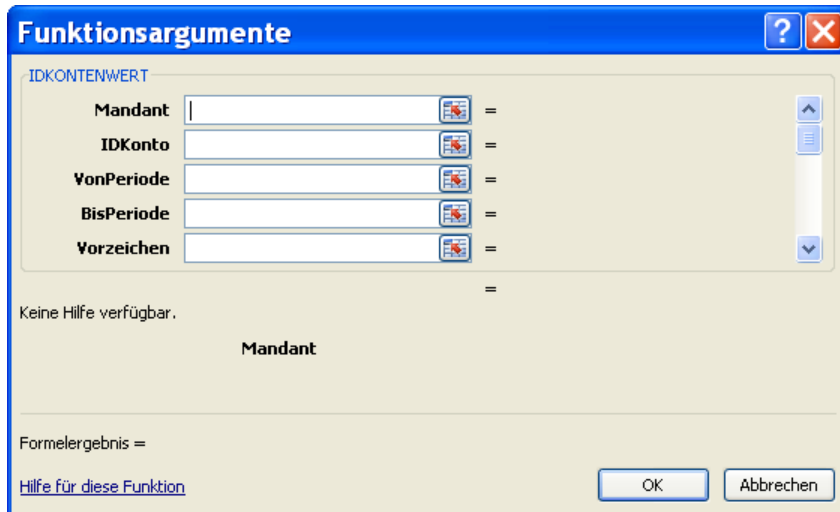 Funktionsargumente
IDKONTENWERT
Mandant =
IDKonto =
VonPeriode =
BisPeriode =
Vorzeichen =
=
Keine Hilfe verfügbar.
Mandant
Formelergebnis =
Hilfe für diese Funktion OK Abbrechen